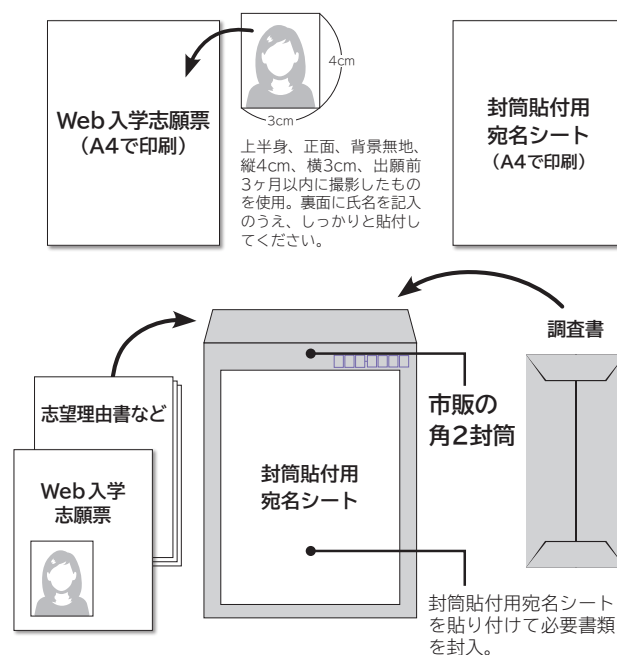 Web入学志願票
（A4で印刷）
4cm
3cm
上半身、正面、背景無地、
縦4cm、横3cm、出願前
3ヶ月以内に撮影したもの
を使用。裏面に氏名を記入
のうえ、しっかりと貼付し
てください。
封筒貼付用
宛名シート
（A4で印刷）
調査書
志望理由書など
Web入学
志願票
封筒貼付用
宛名シート
市販の
角2封筒
封筒貼付用宛名シート
を貼り付けて必要書類
を封入。